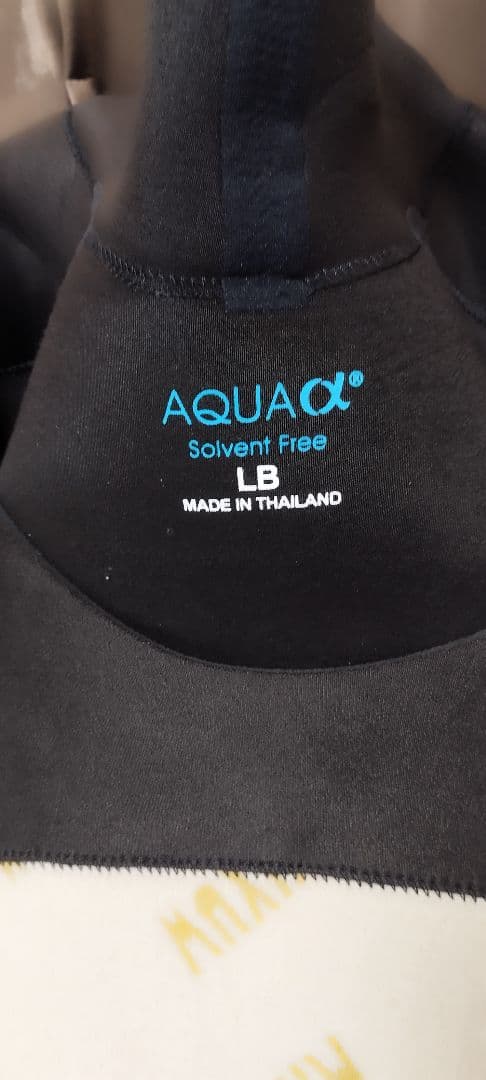 AQUAα®
Solvent Free
LB
MADE IN THAILAND